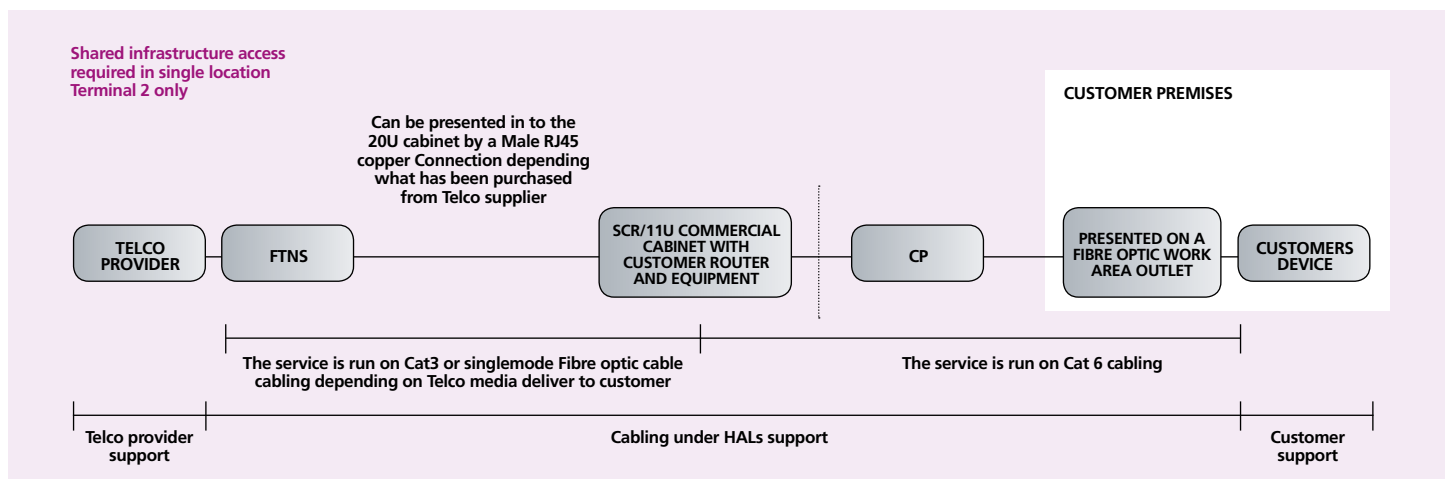 Shared infrastructure access
required in single location
Terminal 2 only
CUSTOMER PREMISES
Can be presented in to the
20U cabinet by a Male RJ45
copper Connection depending
what has been purchased
from Telco supplier
TELCO
PROVIDER
FTNS
SCR/11U COMMERCIAL
CABINET WITH
CUSTOMER ROUTER
AND EQUIPMENT
CP
PRESENTED ON A
FIBRE OPTIC WORK
AREA OUTLET
CUSTOMERS
DEVICE
The service is run on Cat3 or singlemode Fibre optic cable
cabling depending on Telco media deliver to customer
The service is run on Cat 6 cabling
Telco provider
support
Cabling under HALs support
Customer
support